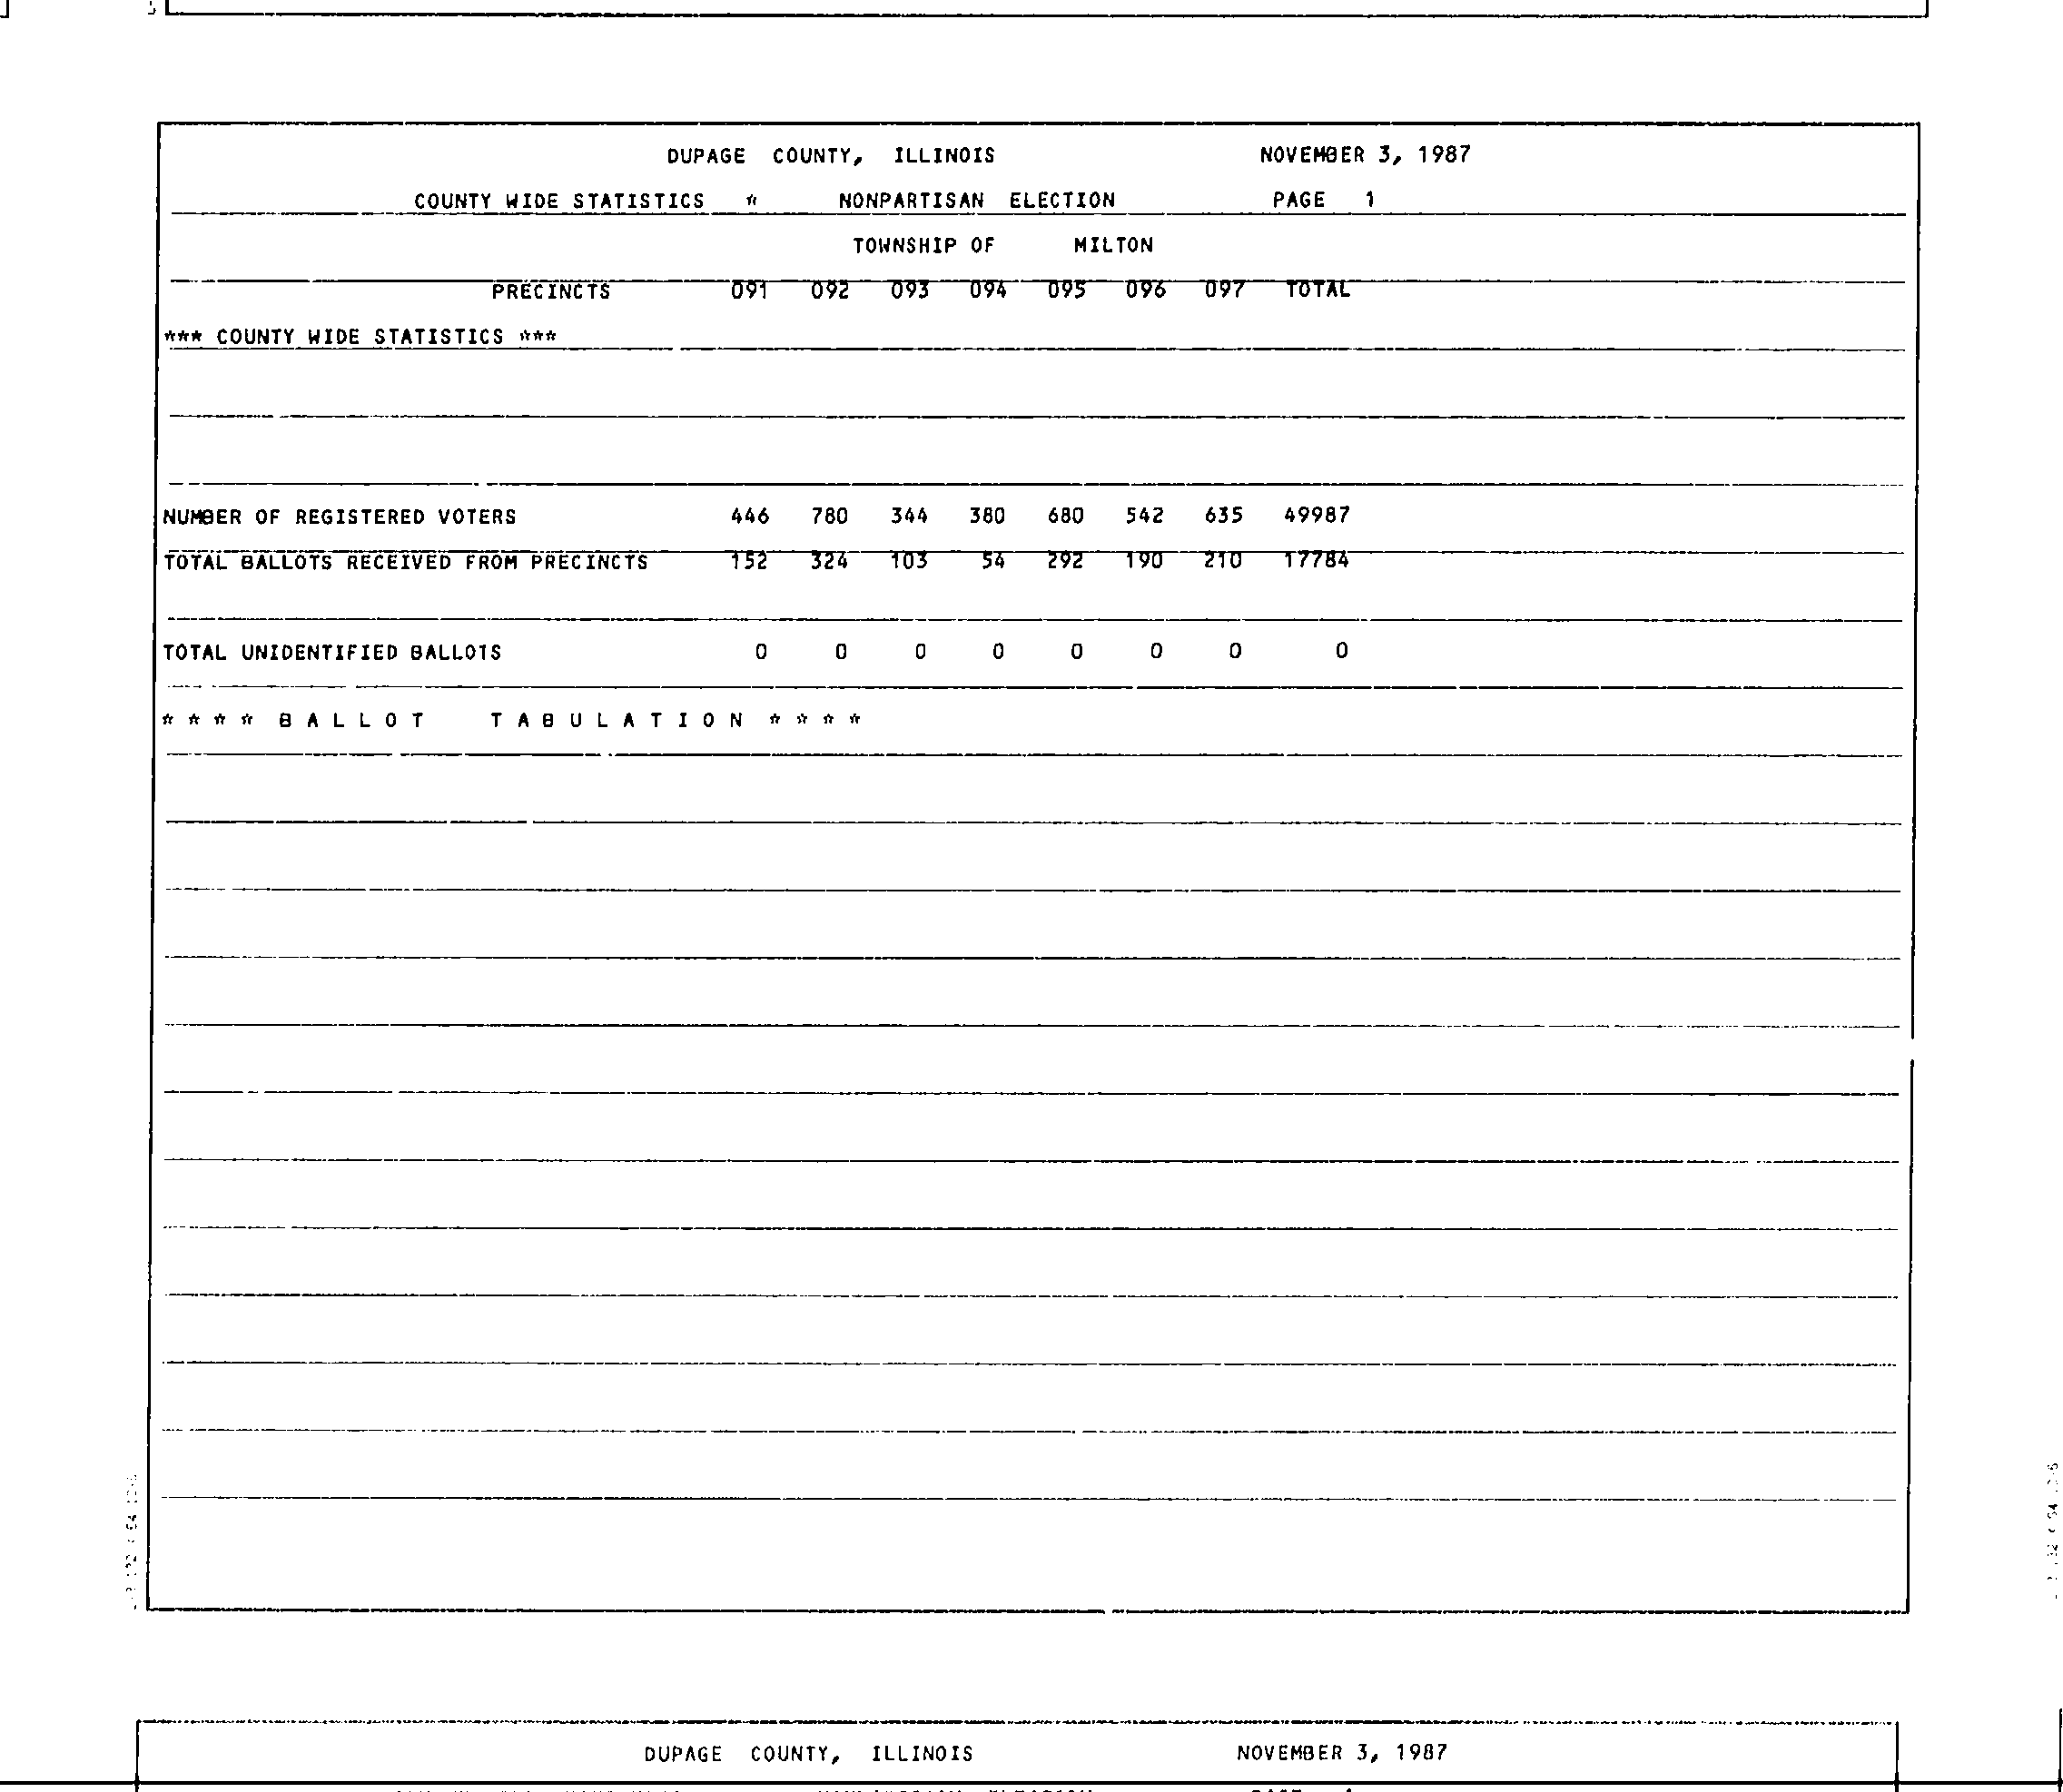 DUPAGE COUNTY, ILLINOIS NOVEMBER 3, 1987
COUNTY WIDE STATISTICS * NONPARTISAN ELECTION PAGE 1
TOWNSHIP OF MILTON
PRECINCTS 091 092 093 094 095 096 097 TOTAL
*** COUNTY WIDE STATISTICS ***
NUMBER OF REGISTERED VOTERS 446 780 344 380 680 542 635 49987
TOTAL BALLOTS RECEIVED FROM PRECINCTS 152 324 103 54 292 190 210 17784
TOTAL UNIDENTIFIED BALLOTS 0 0 0 0 0 0 0 0
* * * * B A L L O T T A B U L A T I O N * * * *
DUPAGE COUNTY, ILLINOIS NOVEMBER 3, 1987